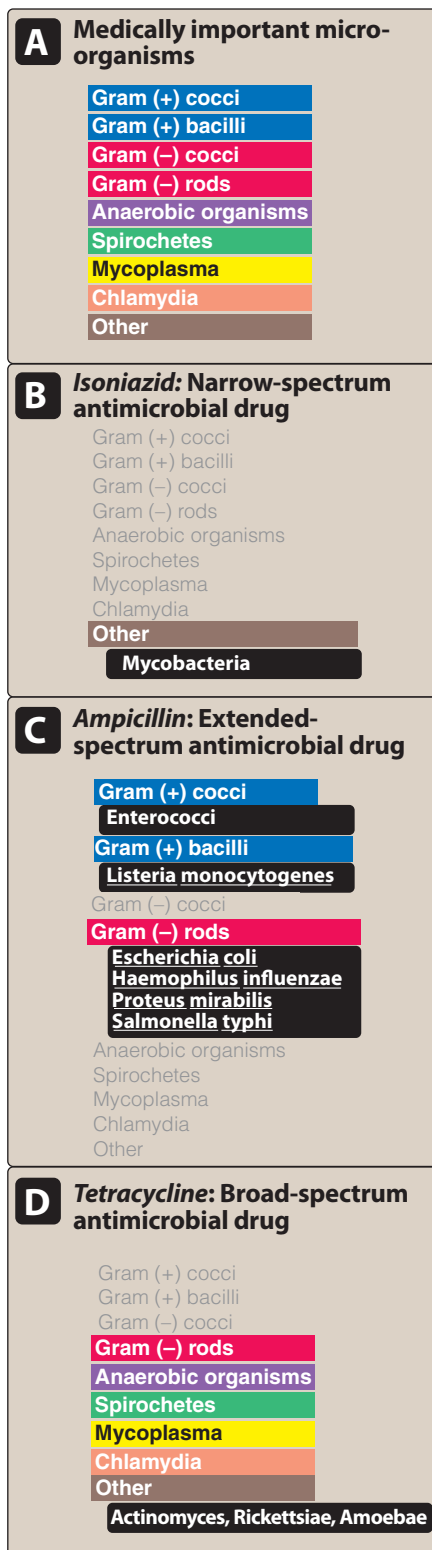 A Medically important micro-
organisms
Gram (+) cocci
Gram (+) bacilli
Gram (–) cocci
Gram (–) rods
Anaerobic organisms
Spirochetes
Mycoplasma
Chlamydia
Other
B Isoniazid: Narrow-spectrum
antimicrobial drug
Gram (+) cocci
Gram (+) bacilli
Gram (–) cocci
Gram (–) rods
Anaerobic organisms
Spirochetes
Mycoplasma
Chlamydia
Other
Mycobacteria
C Ampicillin: Extended-
spectrum antimicrobial drug
Gram (+) cocci
Enterococci
Gram (+) bacilli
Listeria monocytogenes
Gram (–) cocci
Gram (–) rods
Escherichia coli
Haemophilus influenzae
Proteus mirabilis
Salmonella typhi
Anaerobic organisms
Spirochetes
Mycoplasma
Chlamydia
Other
D Tetracycline: Broad-spectrum
antimicrobial drug
Gram (+) cocci
Gram (+) bacilli
Gram (–) cocci
Gram (–) rods
Anaerobic organisms
Spirochetes
Mycoplasma
Chlamydia
Other
Actinomyces, Rickettsiae, Amoebae